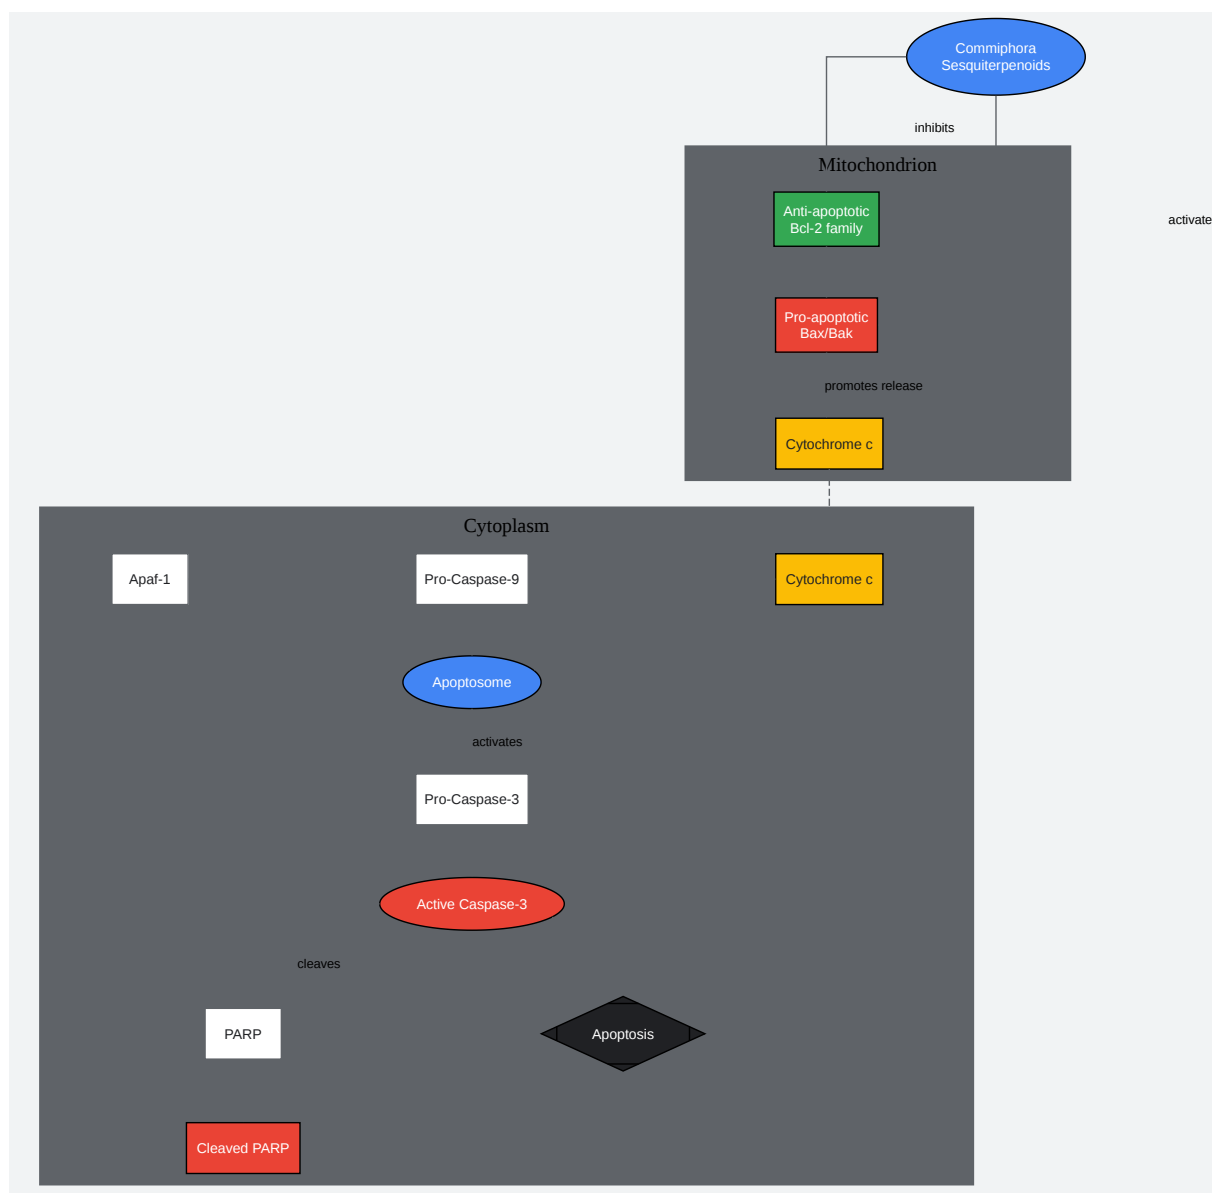 Commiphora
Sesquiterpenoids
inhibits
Mitochondrion
activate
Anti-apoptotic
Bcl-2 family
Pro-apoptotic
Bax/Bak
promotes release
Cytochrome c
Cytoplasm
Apaf-1
Pro-Caspase-9
Cytochrome c
Apoptosome
activates
Pro-Caspase-3
Active Caspase-3
cleaves
PARP
Apoptosis
Cleaved PARP